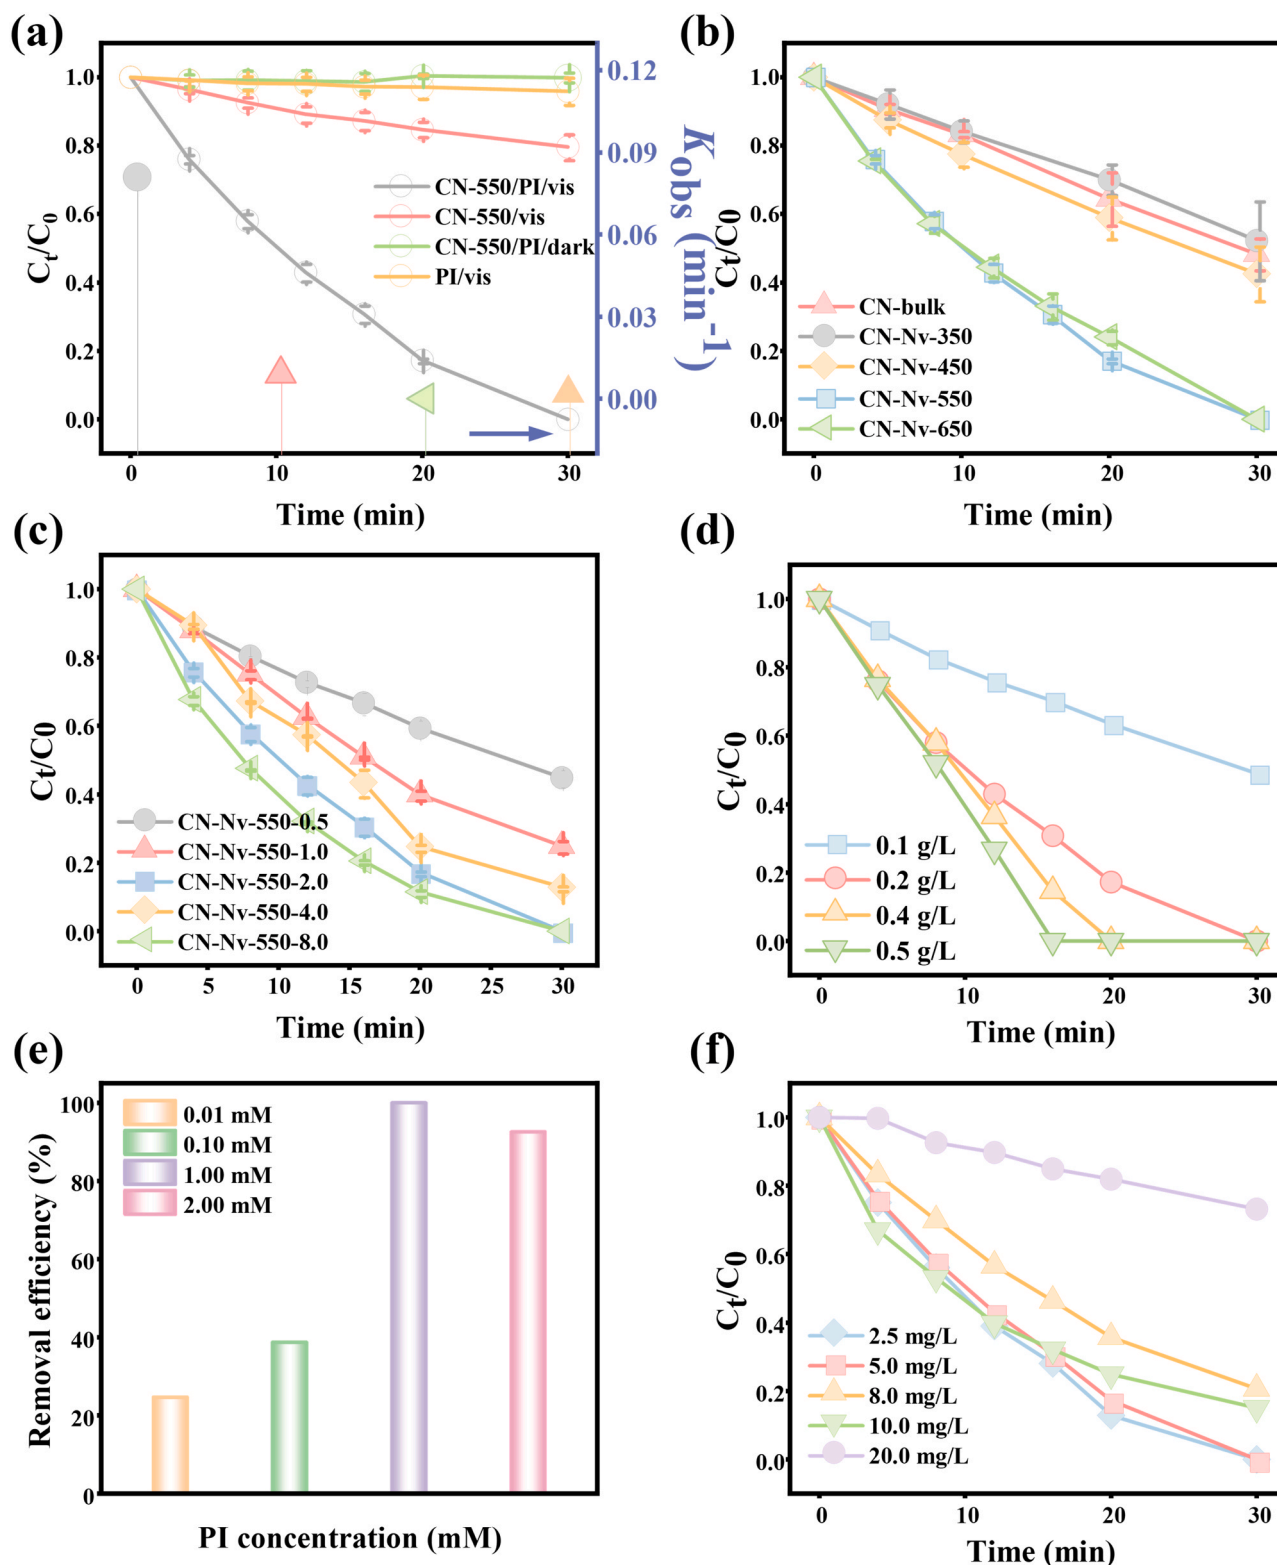 (a)
1.0
0.8
0.6
0.4
0.2
0.0
Ct/C0
0.12
0.09
0.06
0.03
0.00
Kobs (min-1)
CN-550/PI/vis
CN-550/vis
CN-550/PI/dark
PI/vis
0
10
20
30
Time (min)
(b)
1.0
0.8
0.6
0.4
0.2
0.0
Ct/C0
CN-bulk
CN-Nv-350
CN-Nv-450
CN-Nv-550
CN-Nv-650
0
10
20
30
Time (min)
(c)
1.0
0.8
0.6
0.4
0.2
0.0
Ct/C0
CN-Nv-550-0.5
CN-Nv-550-1.0
CN-Nv-550-2.0
CN-Nv-550-4.0
CN-Nv-550-8.0
0
5
10
15
20
25
30
Time (min)
(d)
1.0
0.8
0.6
0.4
0.2
0.0
Ct/C0
0.1 g/L
0.2 g/L
0.4 g/L
0.5 g/L
0
10
20
30
Time (min)
(e)
100
80
60
40
20
0
Removal efficiency (%)
0.01 mM
0.10 mM
1.00 mM
2.00 mM
PI concentration (mM)
(f)
1.0
0.8
0.6
0.4
0.2
0.0
Ct/C0
2.5 mg/L
5.0 mg/L
8.0 mg/L
10.0 mg/L
20.0 mg/L
0
10
20
30
Time (min)